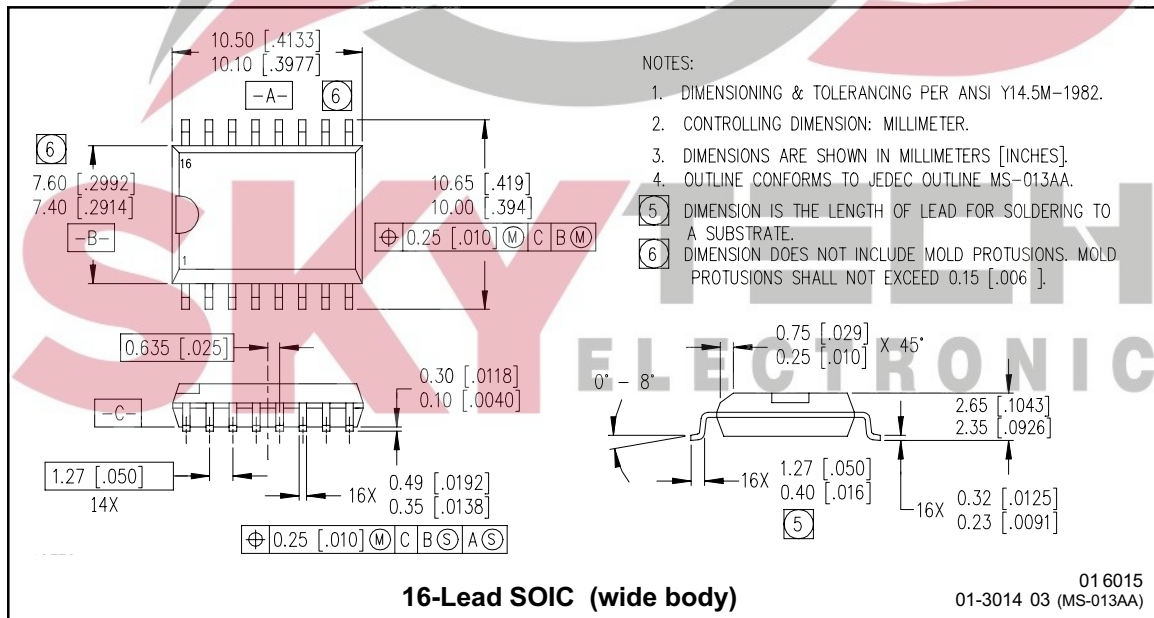 10.50 [.4133]
10.10 [.3977]
-A- 6
6
7.60 [.2992]
7.40 [.2914]
-B-
16
1
10.65 [.419]
10.00 [.394]
⌖ 0.25 [.010] Ⓜ C B Ⓜ
NOTES:
1. DIMENSIONING & TOLERANCING PER ANSI Y14.5M-1982.
2. CONTROLLING DIMENSION: MILLIMETER.
3. DIMENSIONS ARE SHOWN IN MILLIMETERS [INCHES].
4. OUTLINE CONFORMS TO JEDEC OUTLINE MS-013AA.
5 DIMENSION IS THE LENGTH OF LEAD FOR SOLDERING TO
A SUBSTRATE.
6 DIMENSION DOES NOT INCLUDE MOLD PROTUSIONS. MOLD
PROTUSIONS SHALL NOT EXCEED 0.15 [.006 ].
SKYTECH
ELECTRONIC
0.635 [.025]
-C-
0.30 [.0118]
0.10 [.0040]
1.27 [.050]
14X
16X 0.49 [.0192]
0.35 [.0138]
⌖ 0.25 [.010] Ⓜ C B Ⓢ A Ⓢ
0.75 [.029]
0.25 [.010] X 45°
0° - 8°
2.65 [.1043]
2.35 [.0926]
16X 1.27 [.050]
0.40 [.016]
5
16X 0.32 [.0125]
0.23 [.0091]
16-Lead SOIC (wide body)
01 6015
01-3014 03 (MS-013AA)